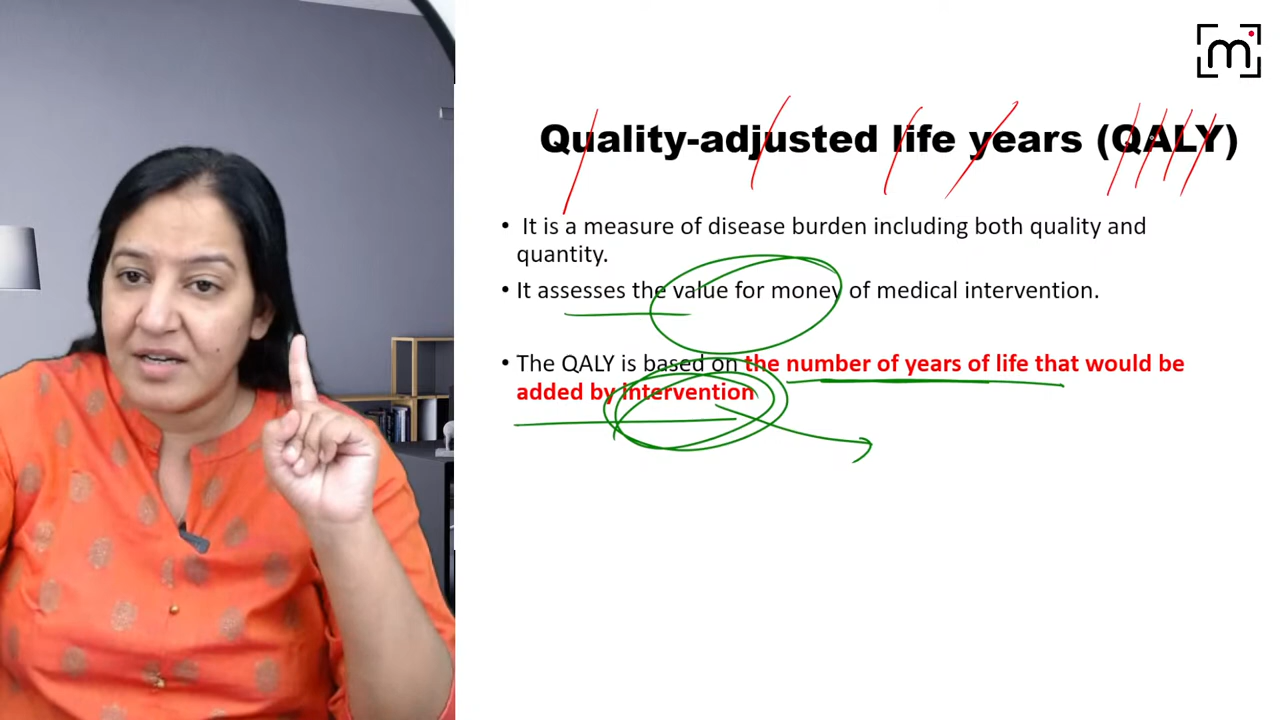 m
Quality-adjusted life years (QALY)
• It is a measure of disease burden including both quality and
quantity.
• It assesses the value for money of medical intervention.
• The QALY is based on the number of years of life that would be
added by intervention